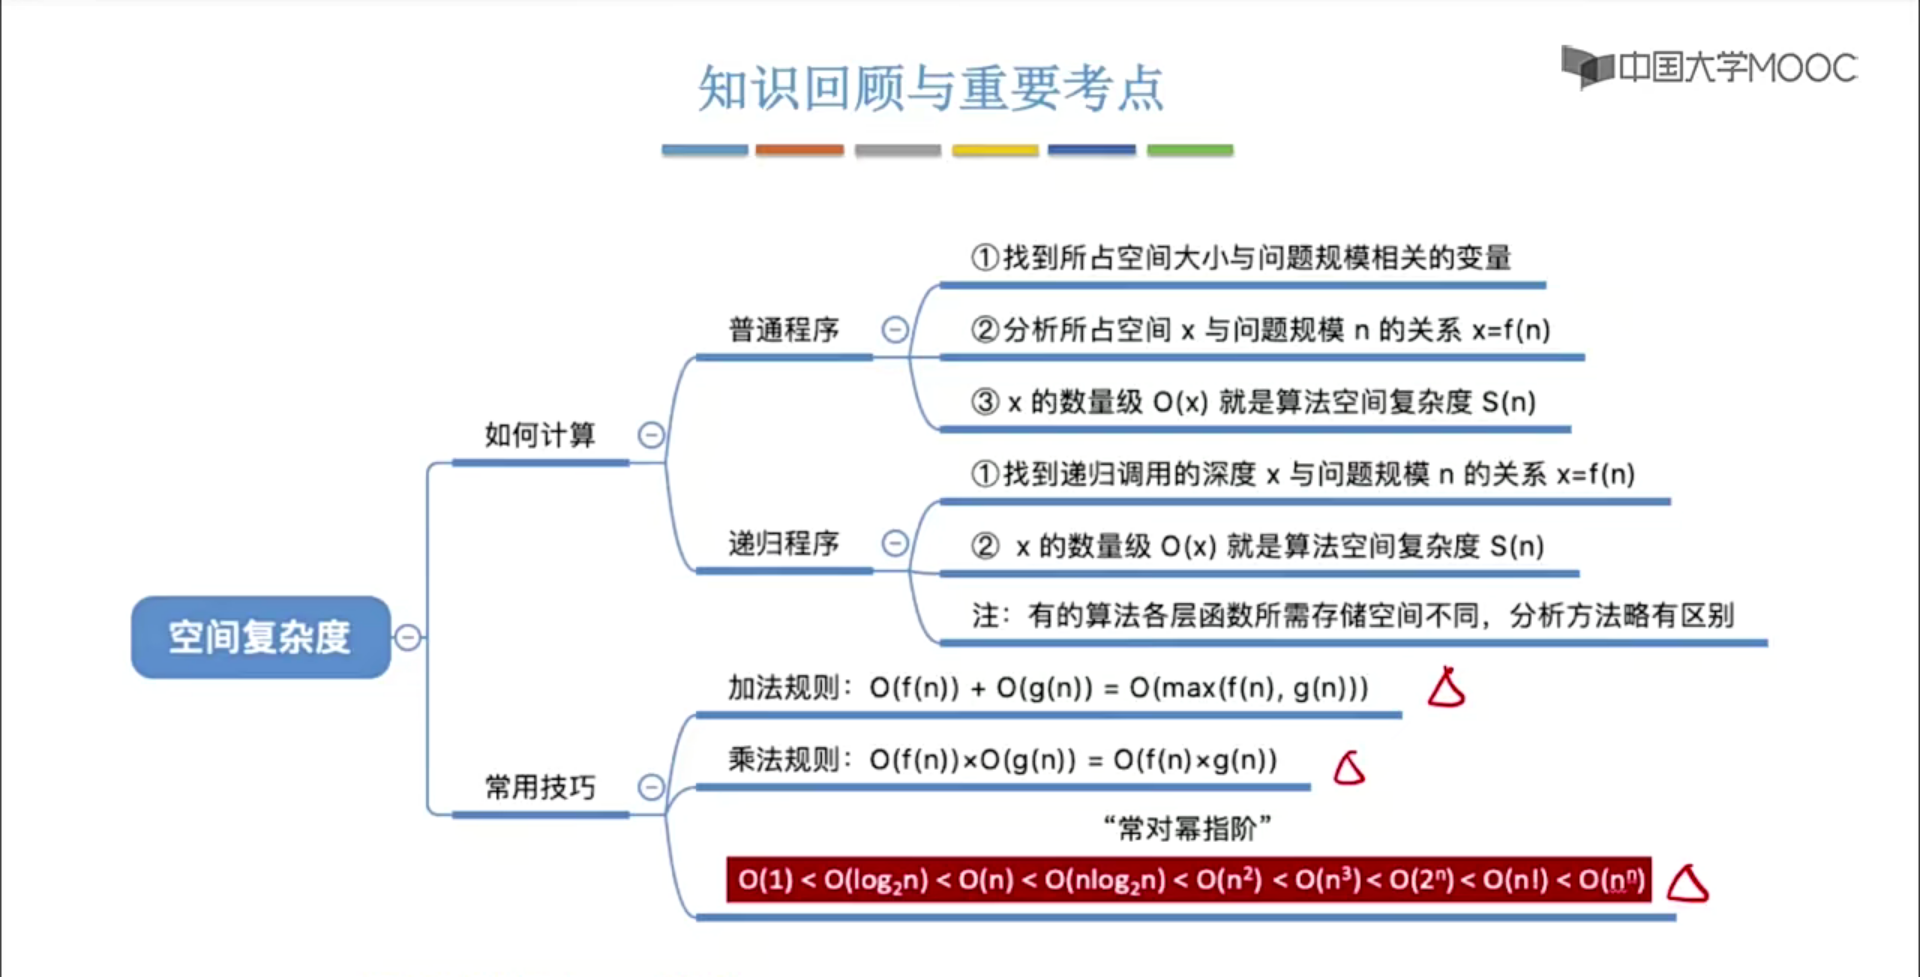 知识回顾与重要考点
中国大学MOOC
空间复杂度
如何计算
普通程序
①找到所占空间大小与问题规模相关的变量
②分析所占空间 x 与问题规模 n 的关系 x=f(n)
③ x 的数量级 O(x) 就是算法空间复杂度 S(n)
递归程序
①找到递归调用的深度 x 与问题规模 n 的关系 x=f(n)
② x 的数量级 O(x) 就是算法空间复杂度 S(n)
注：有的算法各层函数所需存储空间不同，分析方法略有区别
常用技巧
加法规则：O(f(n)) + O(g(n)) = O(max(f(n), g(n)))
乘法规则：O(f(n))×O(g(n)) = O(f(n)×g(n))
“常对幂指阶”
O(1) < O(log₂n) < O(n) < O(nlog₂n) < O(n²) < O(n³) < O(2ⁿ) < O(n!) < O(nⁿ)